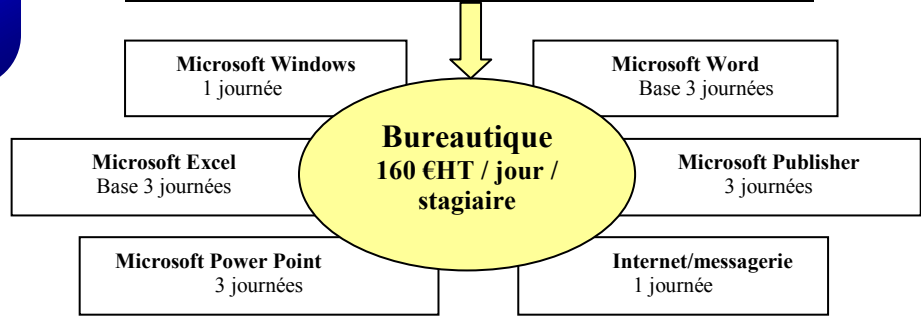 Microsoft Windows
1 journée
Microsoft Word
Base 3 journées
Bureautique
160 €HT / jour /
stagiaire
Microsoft Excel
Base 3 journées
Microsoft Publisher
3 journées
Microsoft Power Point
3 journées
Internet/messagerie
1 journée